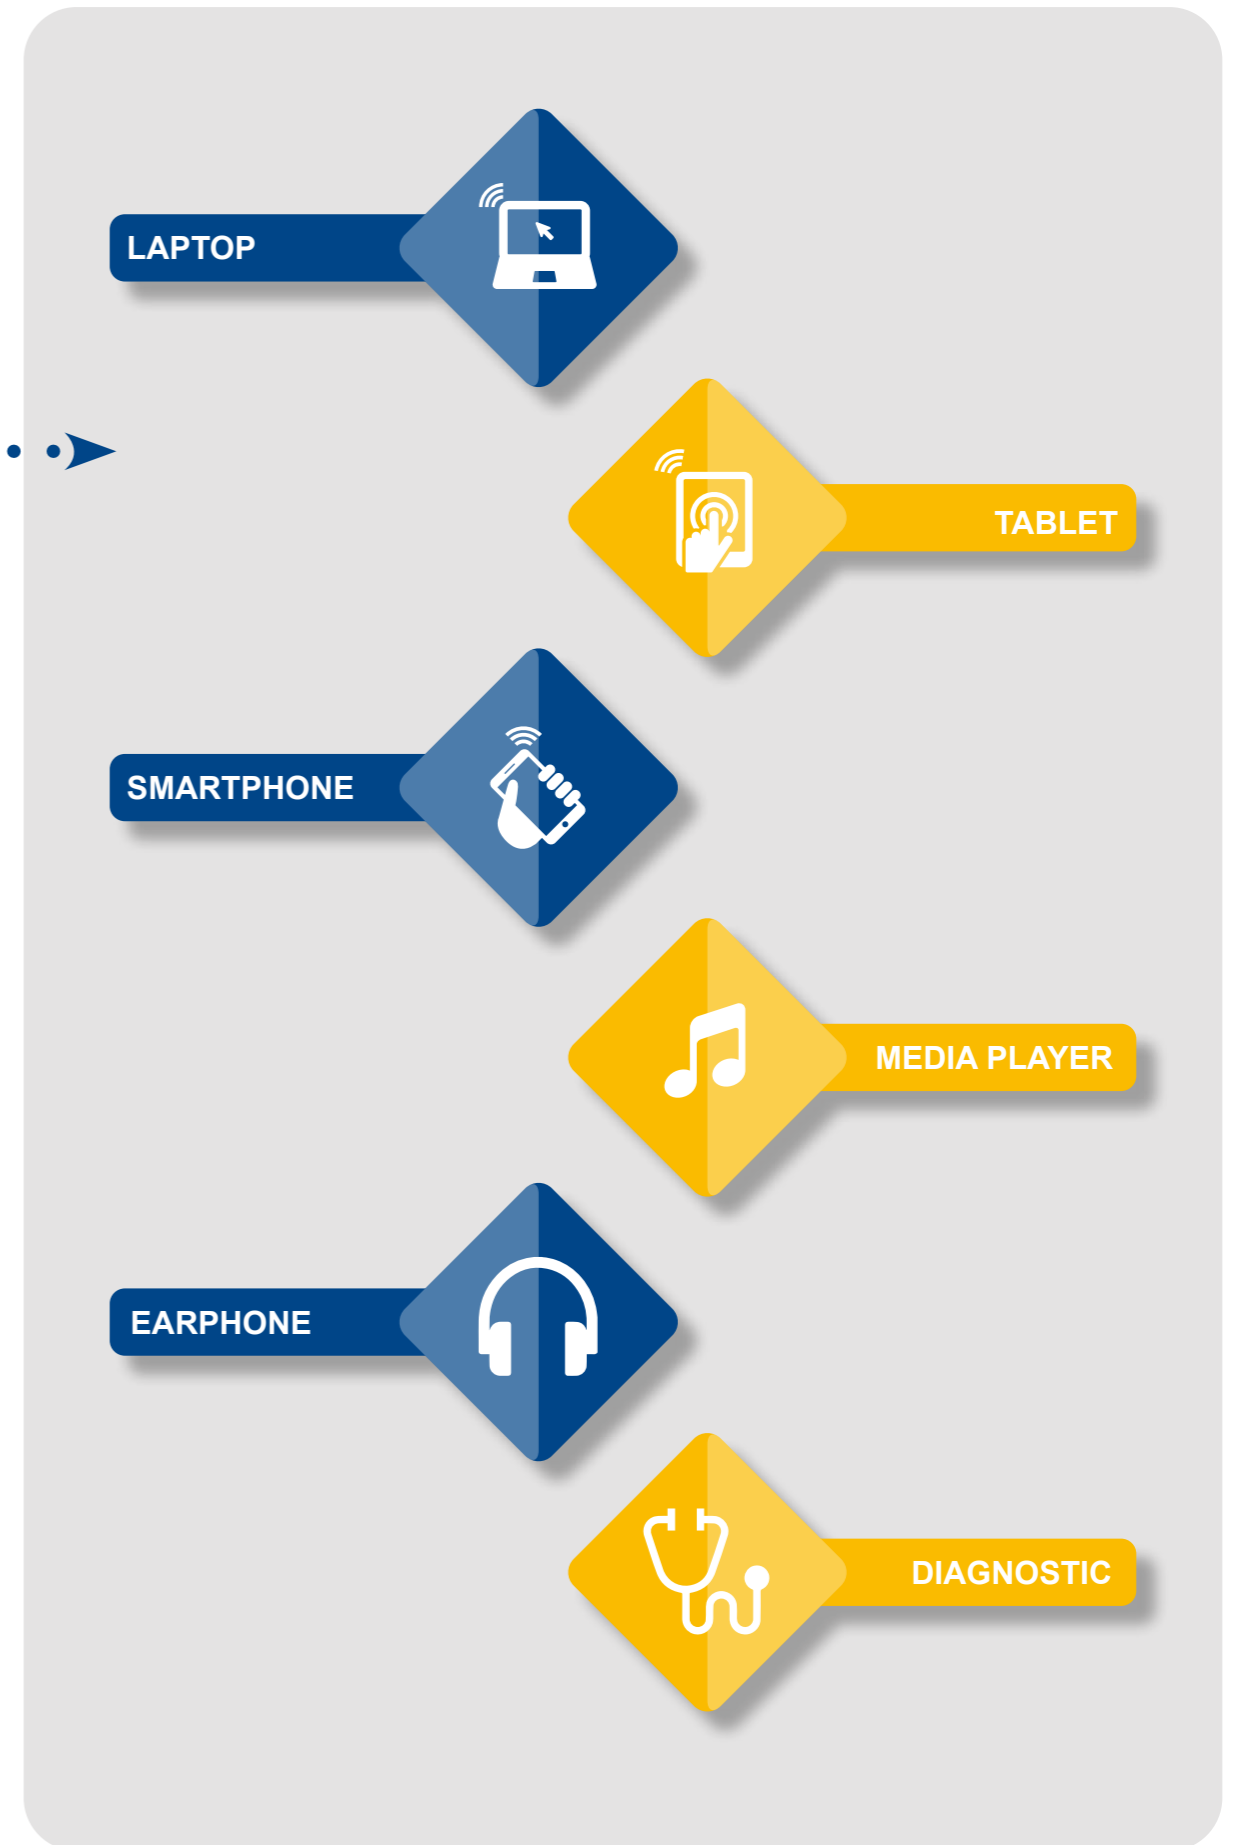 LAPTOP
TABLET
SMARTPHONE
MEDIA PLAYER
EARPHONE
DIAGNOSTIC